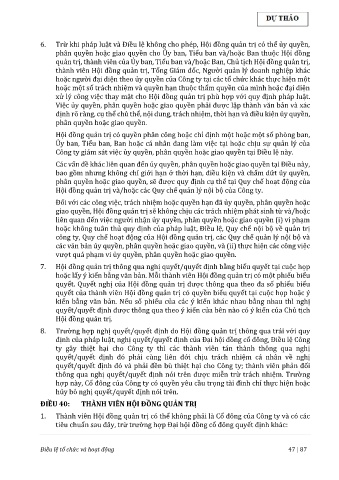 DỰ THẢO
6. Trừ khi pháp luật và Điều lệ không cho phép, Hội đồng quản trị có thể ủy quyền,
phân quyền hoặc giao quyền cho Ủy ban, Tiểu ban và/hoặc Ban thuộc Hội đồng
quản trị, thành viên của Ủy ban, Tiểu ban và/hoặc Ban, Chủ tịch Hội đồng quản trị,
thành viên Hội đồng quản trị, Tổng Giám đốc, Người quản lý doanh nghiệp khác
hoặc người đại diện theo ủy quyền của Công ty tại các tổ chức khác thực hiện một
hoặc một số trách nhiệm và quyền hạn thuộc thẩm quyền của mình hoặc đại diện
xử lý công việc thay mặt cho Hội đồng quản trị phù hợp với quy định pháp luật.
Việc ủy quyền, phân quyền hoặc giao quyền phải được lập thành văn bản và xác
định rõ ràng, cụ thể chủ thể, nội dung, trách nhiệm, thời hạn và điều kiện ủy quyền,
phân quyền hoặc giao quyền.
Hội đồng quản trị có quyền phân công hoặc chỉ định một hoặc một số phòng ban,
Ủy ban, Tiểu ban, Ban hoặc cá nhân đang làm việc tại hoặc chịu sự quản lý của
Công ty giám sát việc ủy quyền, phân quyền hoặc giao quyền tại Điều lệ này.
Các vấn đề khác liên quan đến ủy quyền, phân quyền hoặc giao quyền tại Điều này,
bao gồm nhưng không chỉ giới hạn ở thời hạn, điều kiện và chấm dứt ủy quyền,
phân quyền hoặc giao quyền, sẽ được quy định cụ thể tại Quy chế hoạt động của
Hội đồng quản trị và/hoặc các Quy chế quản lý nội bộ của Công ty.
Đối với các công việc, trách nhiệm hoặc quyền hạn đã ủy quyền, phân quyền hoặc
giao quyền, Hội đồng quản trị sẽ không chịu các trách nhiệm phát sinh từ và/hoặc
liên quan đến việc người nhận ủy quyền, phân quyền hoặc giao quyền (i) vi phạm
hoặc không tuân thủ quy định của pháp luật, Điều lệ, Quy chế nội bộ về quản trị
công ty, Quy chế hoạt động của Hội đồng quản trị, các Quy chế quản lý nội bộ và
các văn bản ủy quyền, phân quyền hoặc giao quyền, và (ii) thực hiện các công việc
vượt quá phạm vi ủy quyền, phân quyền hoặc giao quyền.
7. Hội đồng quản trị thông qua nghị quyết/quyết định bằng biểu quyết tại cuộc họp
hoặc lấy ý kiến bằng văn bản. Mỗi thành viên Hội đồng quản trị có một phiếu biểu
quyết. Quyết nghị của Hội đồng quản trị được thông qua theo đa số phiếu biểu
quyết của thành viên Hội đồng quản trị có quyền biểu quyết tại cuộc họp hoặc ý
kiến bằng văn bản. Nếu số phiếu của các ý kiến khác nhau bằng nhau thì nghị
quyết/quyết định được thông qua theo ý kiến của bên nào có ý kiến của Chủ tịch
Hội đồng quản trị.
8. Trường hợp nghị quyết/quyết định do Hội đồng quản trị thông qua trái với quy
định của pháp luật, nghị quyết/quyết định của Đại hội đồng cổ đông, Điều lệ Công
ty gây thiệt hại cho Công ty thì các thành viên tán thành thông qua nghị
quyết/quyết định đó phải cùng liên đới chịu trách nhiệm cá nhân về nghị
quyết/quyết định đó và phải đền bù thiệt hại cho Công ty; thành viên phản đối
thông qua nghị quyết/quyết định nói trên được miễn trừ trách nhiệm. Trường
hợp này, Cổ đông của Công ty có quyền yêu cầu trọng tài đình chỉ thực hiện hoặc
hủy bỏ nghị quyết/quyết định nói trên.
ĐIỀU 40: THÀNH VIÊN HỘI ĐỒNG QUẢN TRỊ
1. Thành viên Hội đồng quản trị có thể không phải là Cổ đông của Công ty và có các
tiêu chuẩn sau đây, trừ trường hợp Đại hội đồng cổ đông quyết định khác:
Điều lệ tổ chức và hoạt động 47 | 87